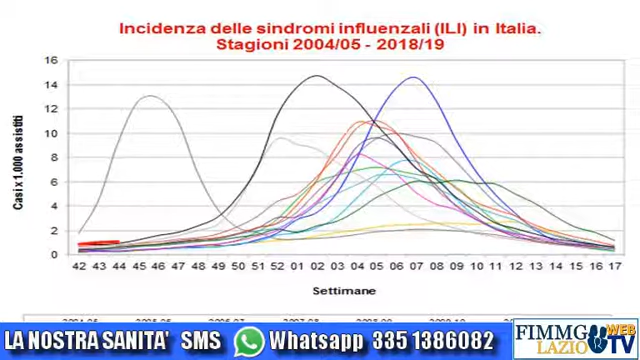 Incidenza delle sindromi influenzali (ILI) in Italia.
Stagioni 2004/05 - 2018/19
Casi x 1.000 assistiti
16
14
12
10
8
6
4
2
0
42 43 44 45 46 47 48 49 50 51 52 01 02 03 04 05 06 07 08 09 10 11 12 13 14 15 16 17
Settimane
LA NOSTRA SANITA' SMS Whatsapp 335 1386082
FIMMG WEB
LAZIO TV